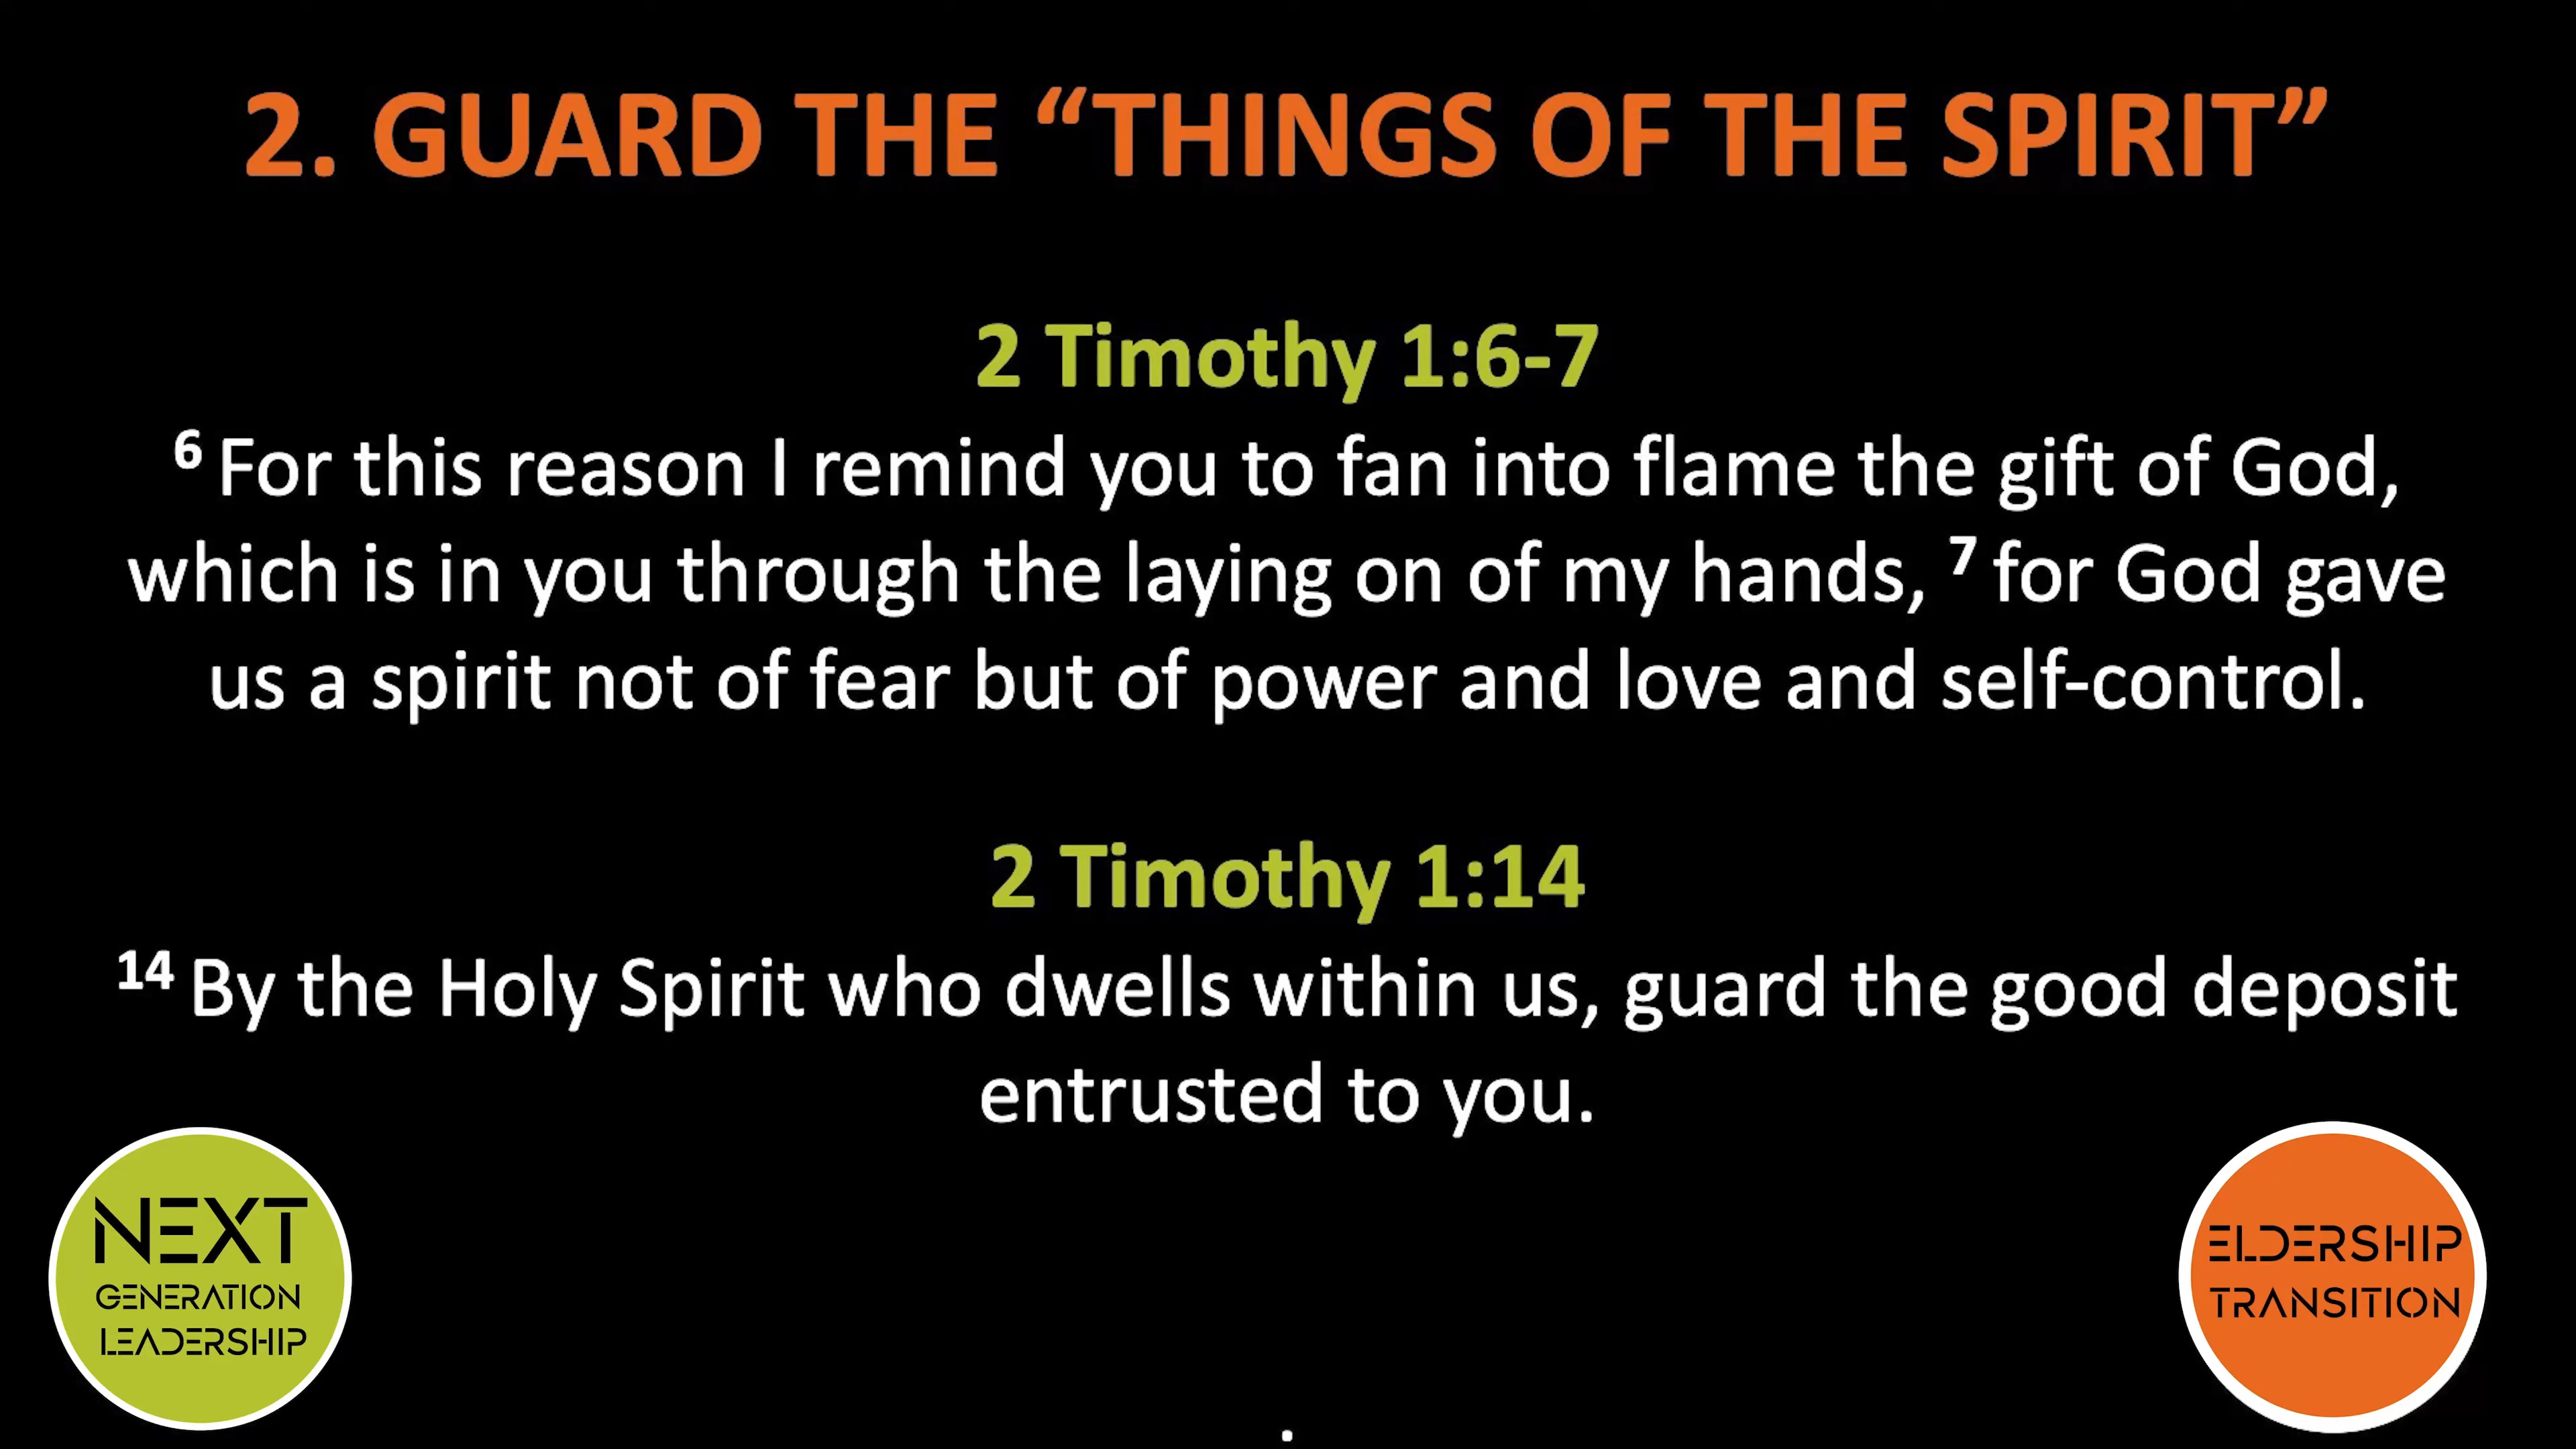 2. GUARD THE “THINGS OF THE SPIRIT”
2 Timothy 1:6-7
6 For this reason I remind you to fan into flame the gift of God,
which is in you through the laying on of my hands, 7 for God gave
us a spirit not of fear but of power and love and self-control.
2 Timothy 1:14
14 By the Holy Spirit who dwells within us, guard the good deposit
entrusted to you.
NEXT
GENERATION
LEADERSHIP
ELDERSHIP
TRANSITION
.